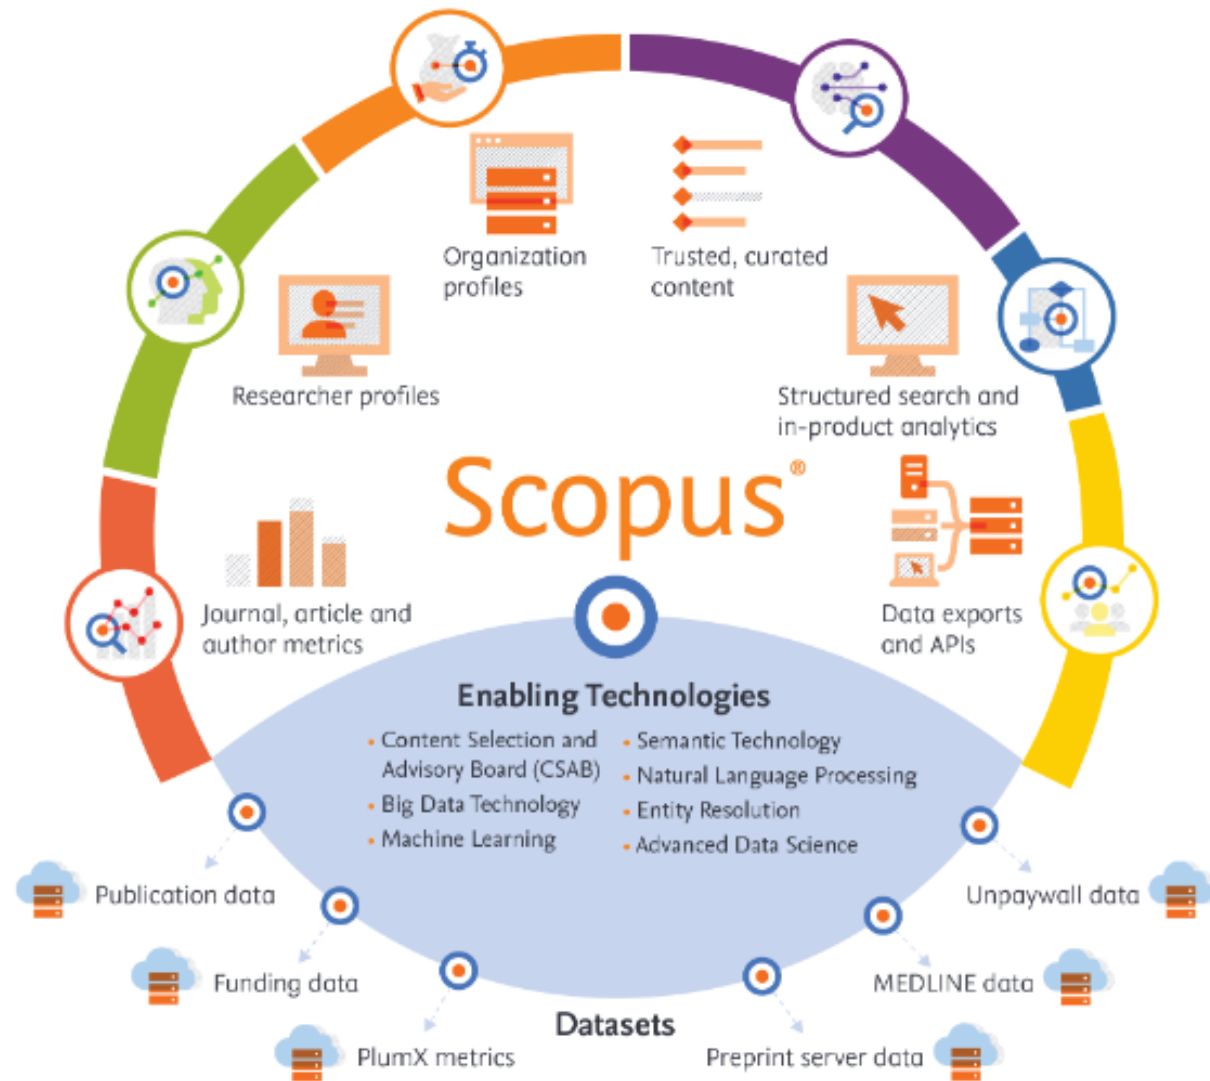 Organization
profiles
Trusted, curated
content
Researcher profiles
Structured search and
in-product analytics
Scopus®
Journal, article and
author metrics
Data exports
and APIs
Enabling Technologies
• Content Selection and
Advisory Board (CSAB)
• Big Data Technology
• Machine Learning
• Semantic Technology
• Natural Language Processing
• Entity Resolution
• Advanced Data Science
Publication data
Unpaywall data
Funding data
MEDLINE data
Datasets
PlumX metrics
Preprint server data